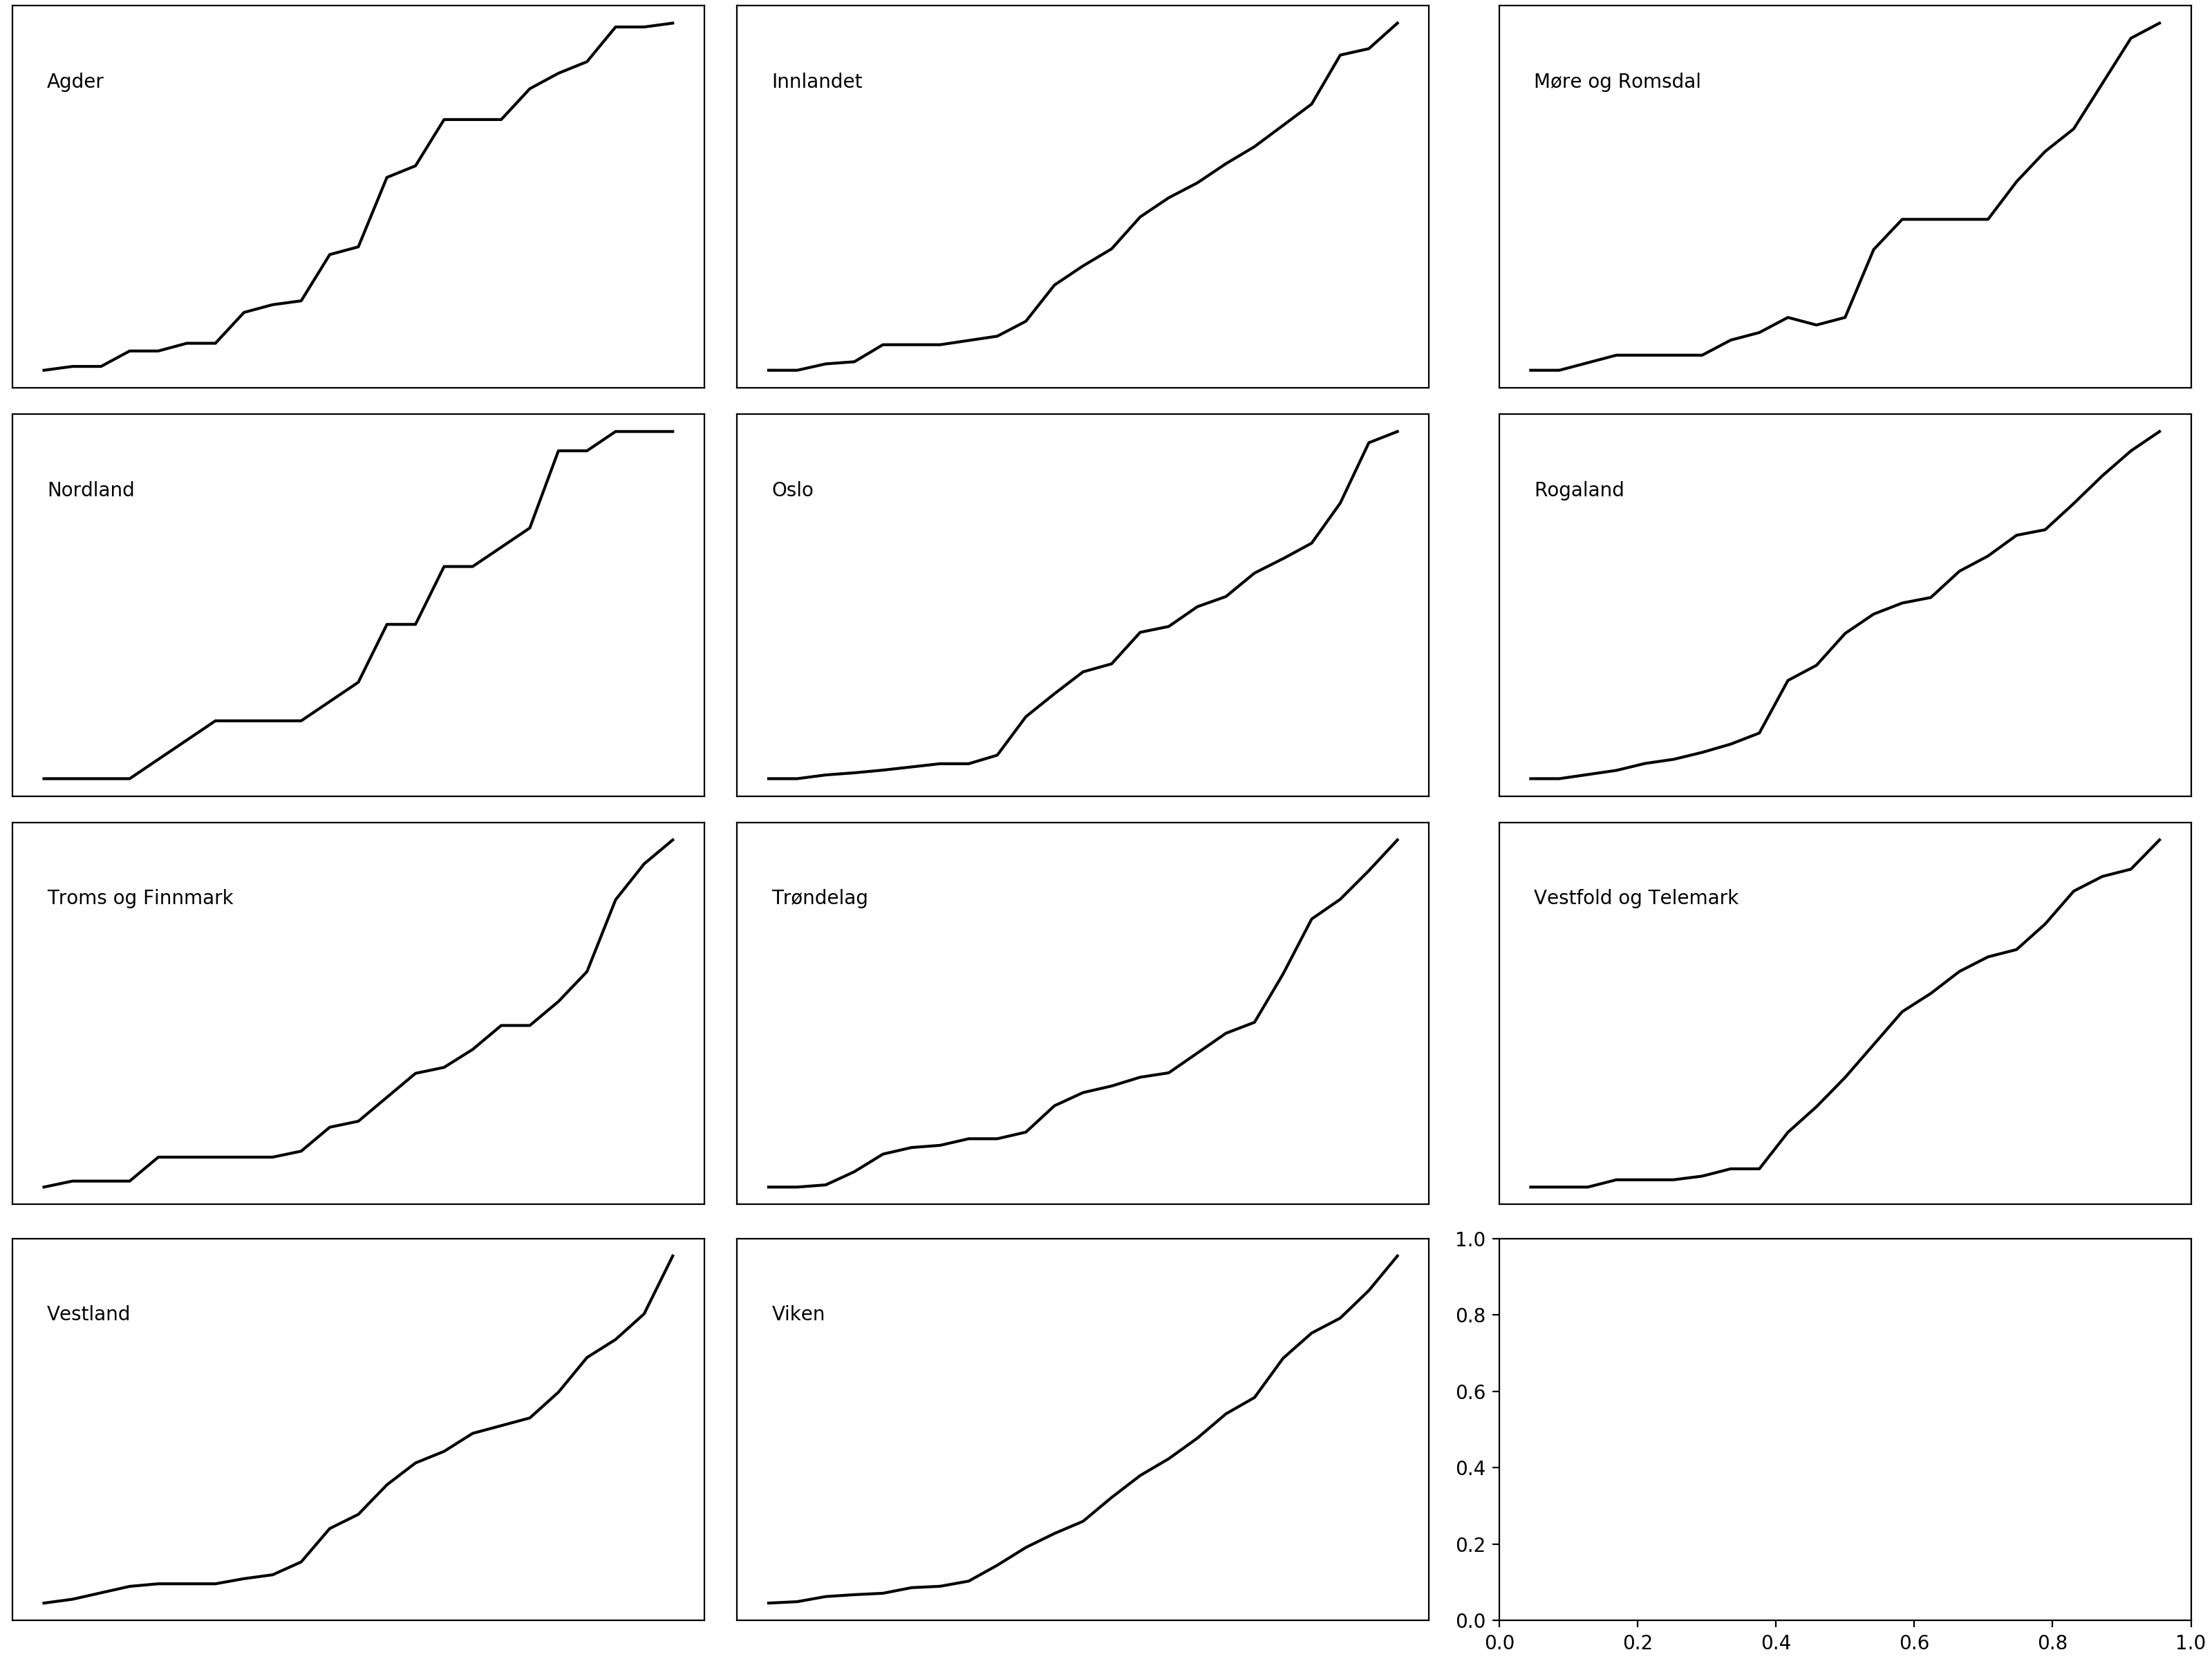 Agder
Innlandet
Møre og Romsdal
Nordland
Oslo
Rogaland
Troms og Finnmark
Trøndelag
Vestfold og Telemark
Vestland
Viken
1.0
0.8
0.6
0.4
0.2
0.0
0.0 0.2 0.4 0.6 0.8 1.0